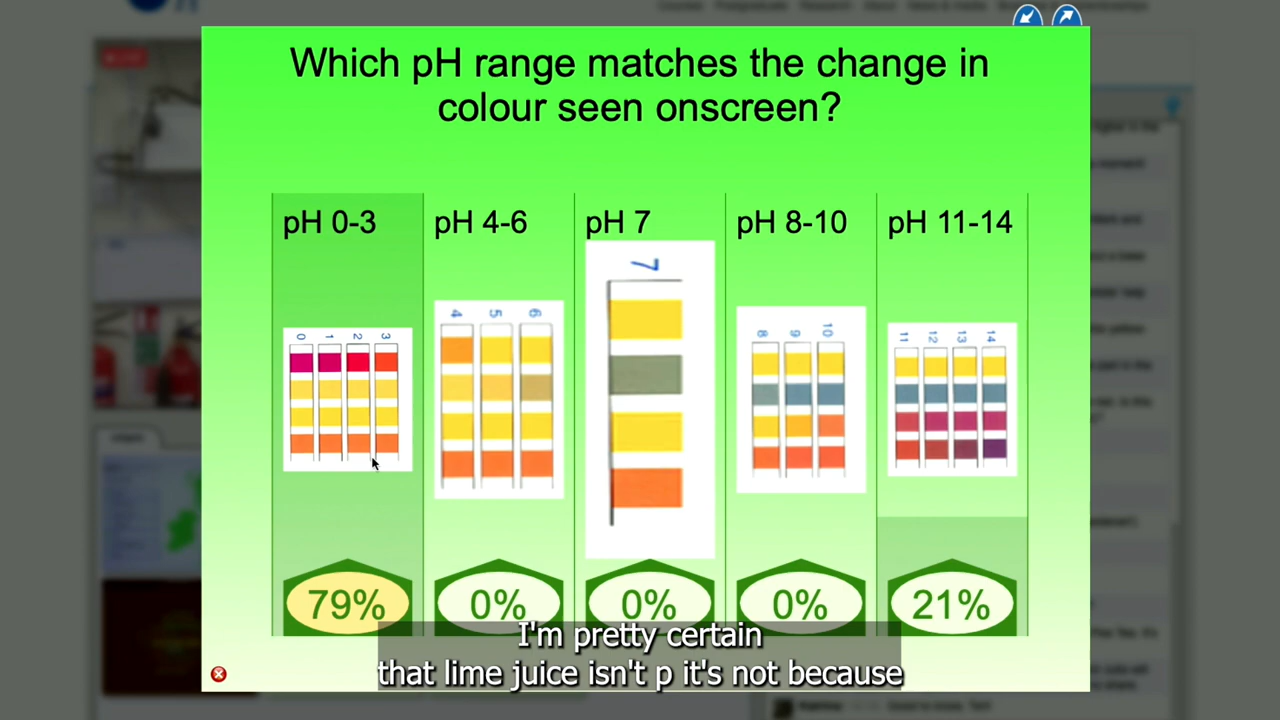 Which pH range matches the change in
colour seen onscreen?
pH 0-3
pH 4-6
pH 7
pH 8-10
pH 11-14
0 1 2 3
4 5 6
7
8 9 10
11 12 13 14
79%
0%
0%
0%
21%
I'm pretty certain
that lime juice isn't p it's not because